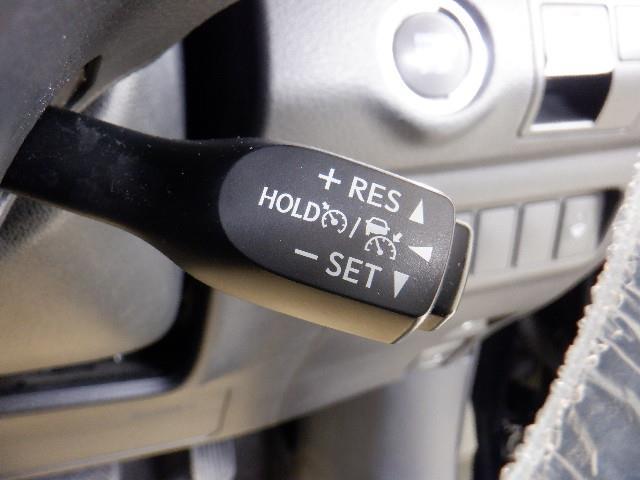 + RES
HOLD /
− SET